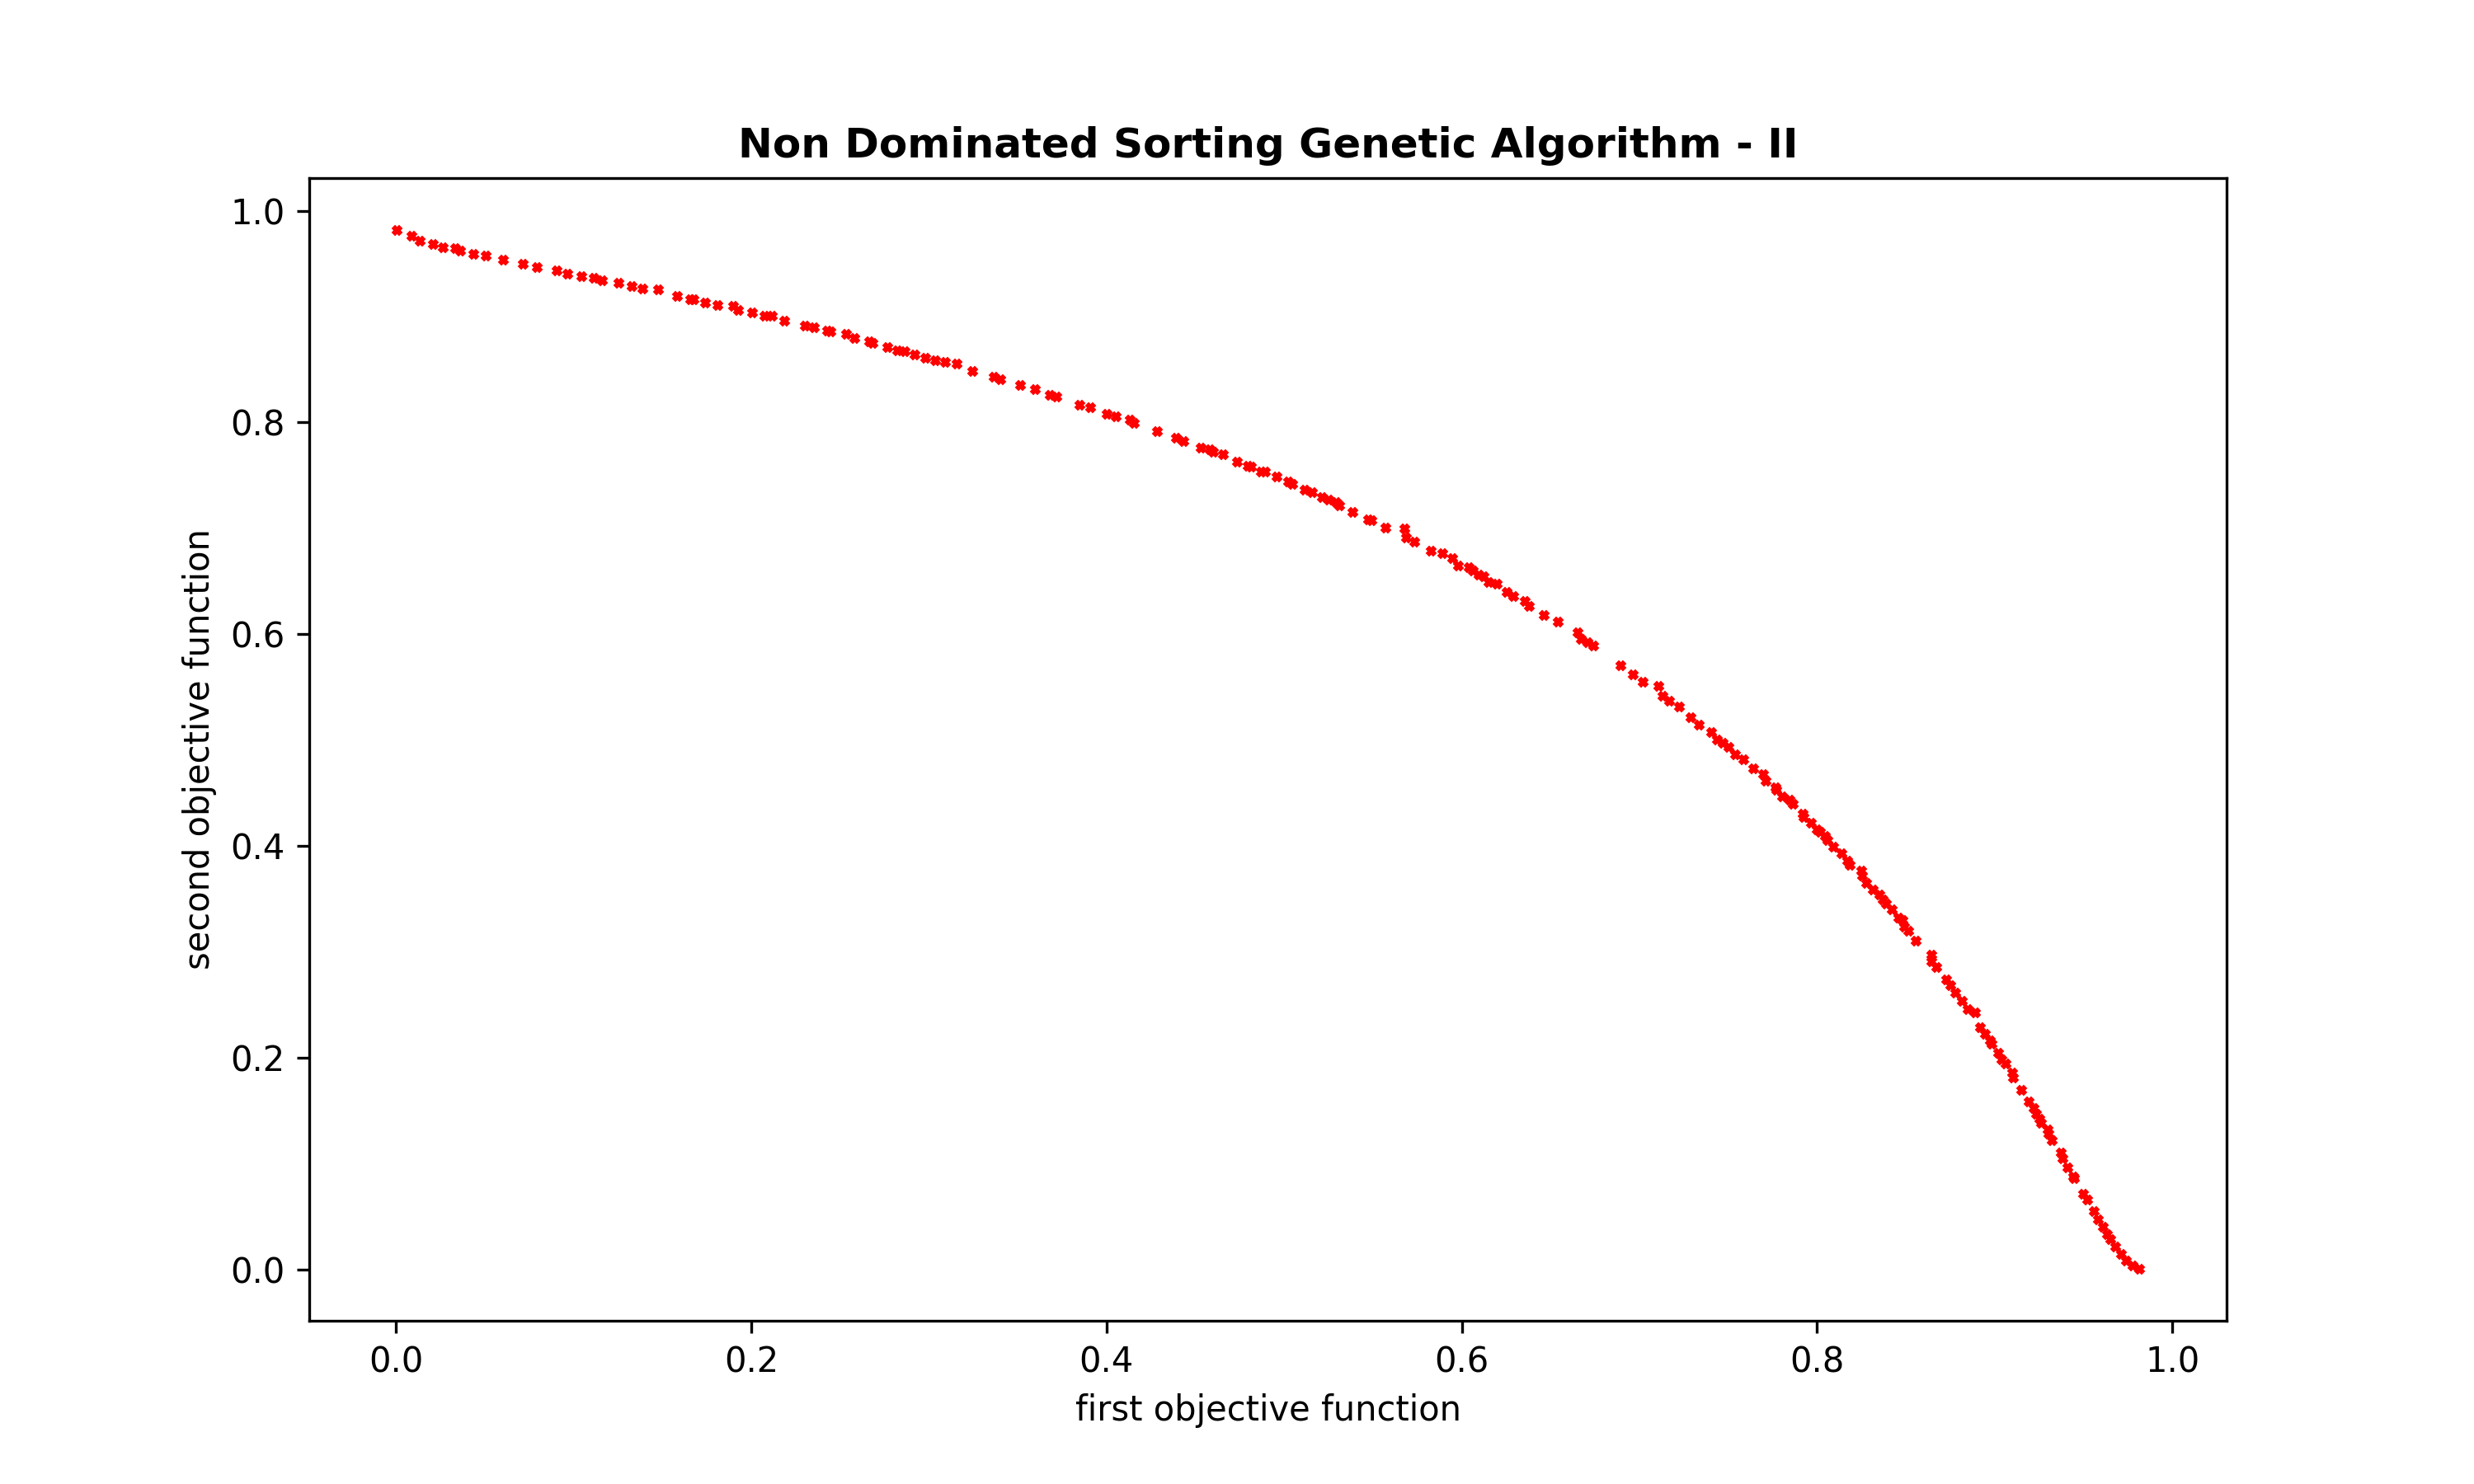 Non Dominated Sorting Genetic Algorithm - II
1.0
0.8
0.6
0.4
0.2
0.0
second objective function
0.0 0.2 0.4 0.6 0.8 1.0
first objective function